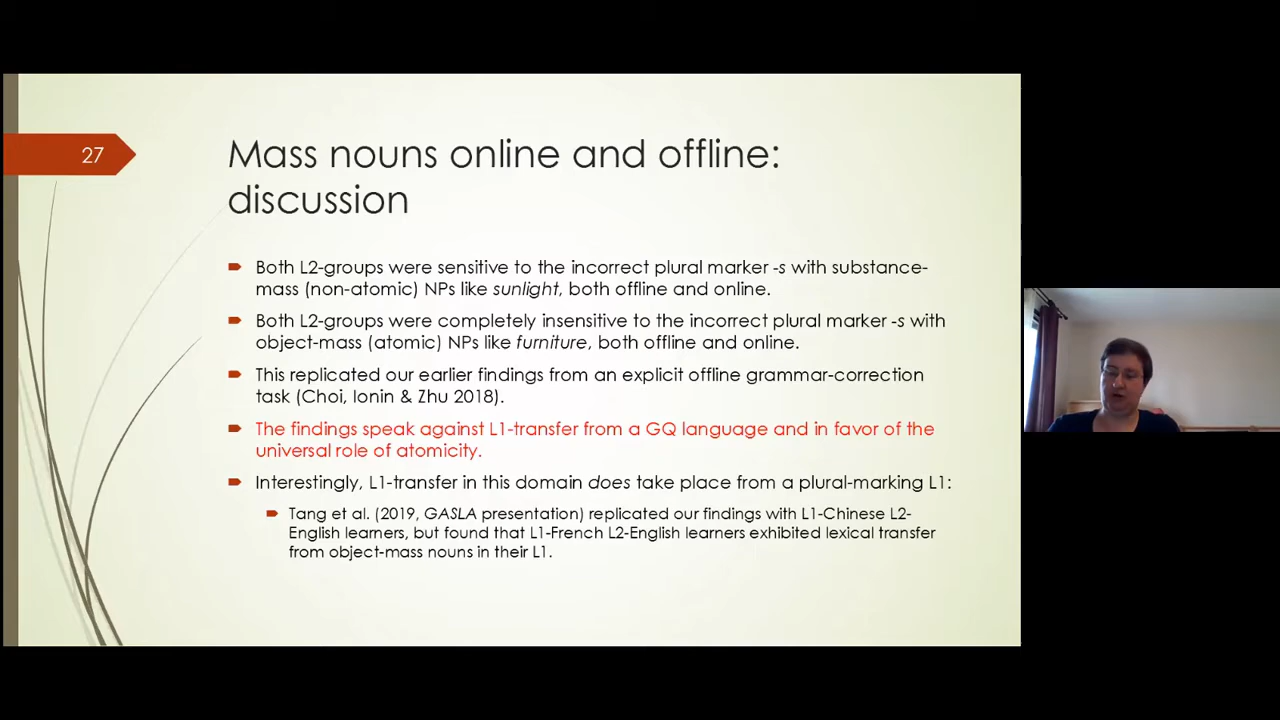 27
Mass nouns online and offline:
discussion
Both L2-groups were sensitive to the incorrect plural marker -s with substance-
mass (non-atomic) NPs like sunlight, both offline and online.
Both L2-groups were completely insensitive to the incorrect plural marker -s with
object-mass (atomic) NPs like furniture, both offline and online.
This replicated our earlier findings from an explicit offline grammar-correction
task (Choi, Ionin & Zhu 2018).
The findings speak against L1-transfer from a GQ language and in favor of the
universal role of atomicity.
Interestingly, L1-transfer in this domain does take place from a plural-marking L1:
Tang et al. (2019, GASLA presentation) replicated our findings with L1-Chinese L2-
English learners, but found that L1-French L2-English learners exhibited lexical transfer
from object-mass nouns in their L1.